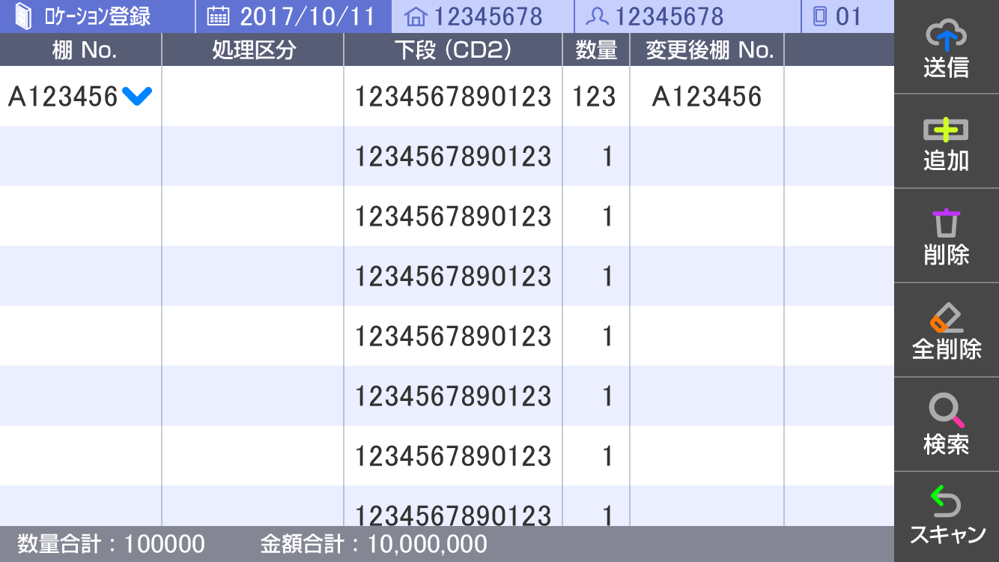 ﾛｹｰｼｮﾝ登録 2017/10/11 12345678 12345678 01
棚 No. 処理区分 下段 (CD2) 数量 変更後棚 No.
A123456 1234567890123 123 A123456
1234567890123 1
1234567890123 1
1234567890123 1
1234567890123 1
1234567890123 1
1234567890123 1
1234567890123 1
数量合計 : 100000 金額合計 : 10,000,000
送信
追加
削除
全削除
検索
スキャン